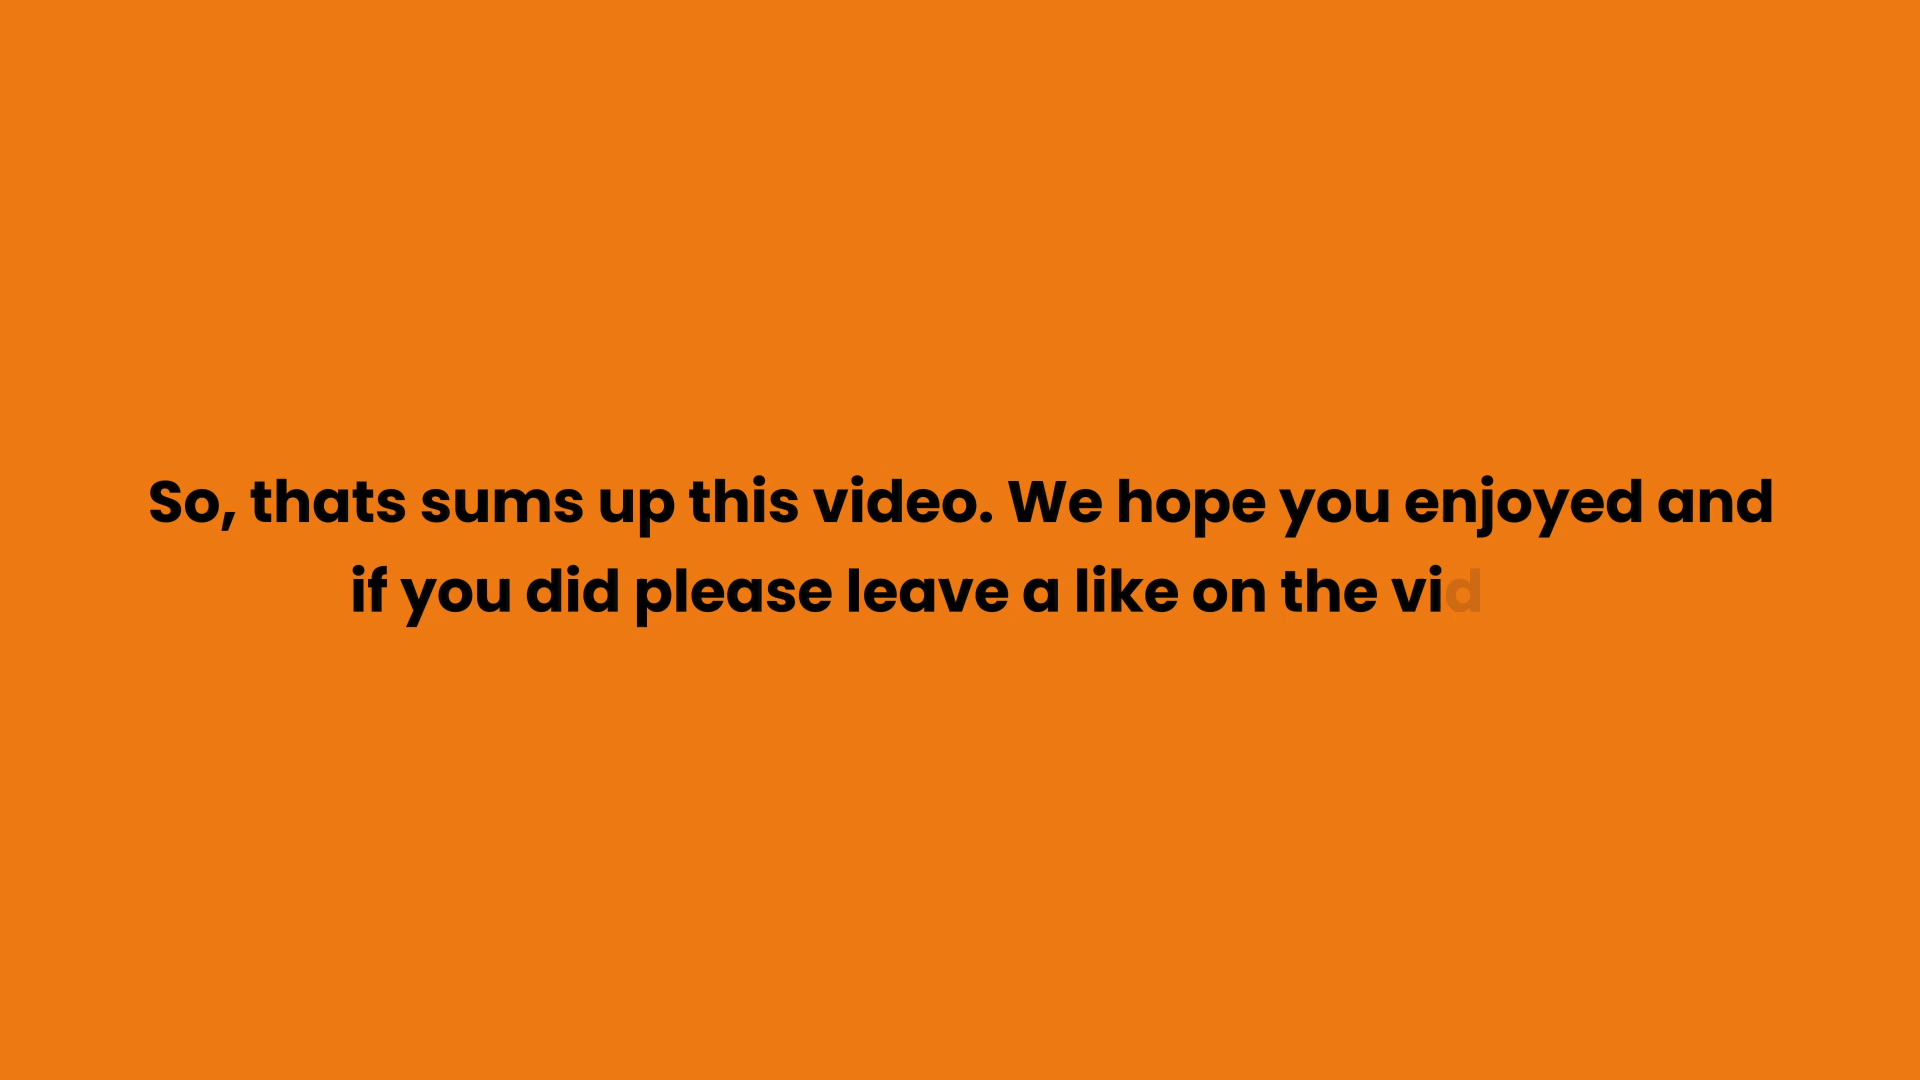 So, thats sums up this video. We hope you enjoyed and
if you did please leave a like on the vid